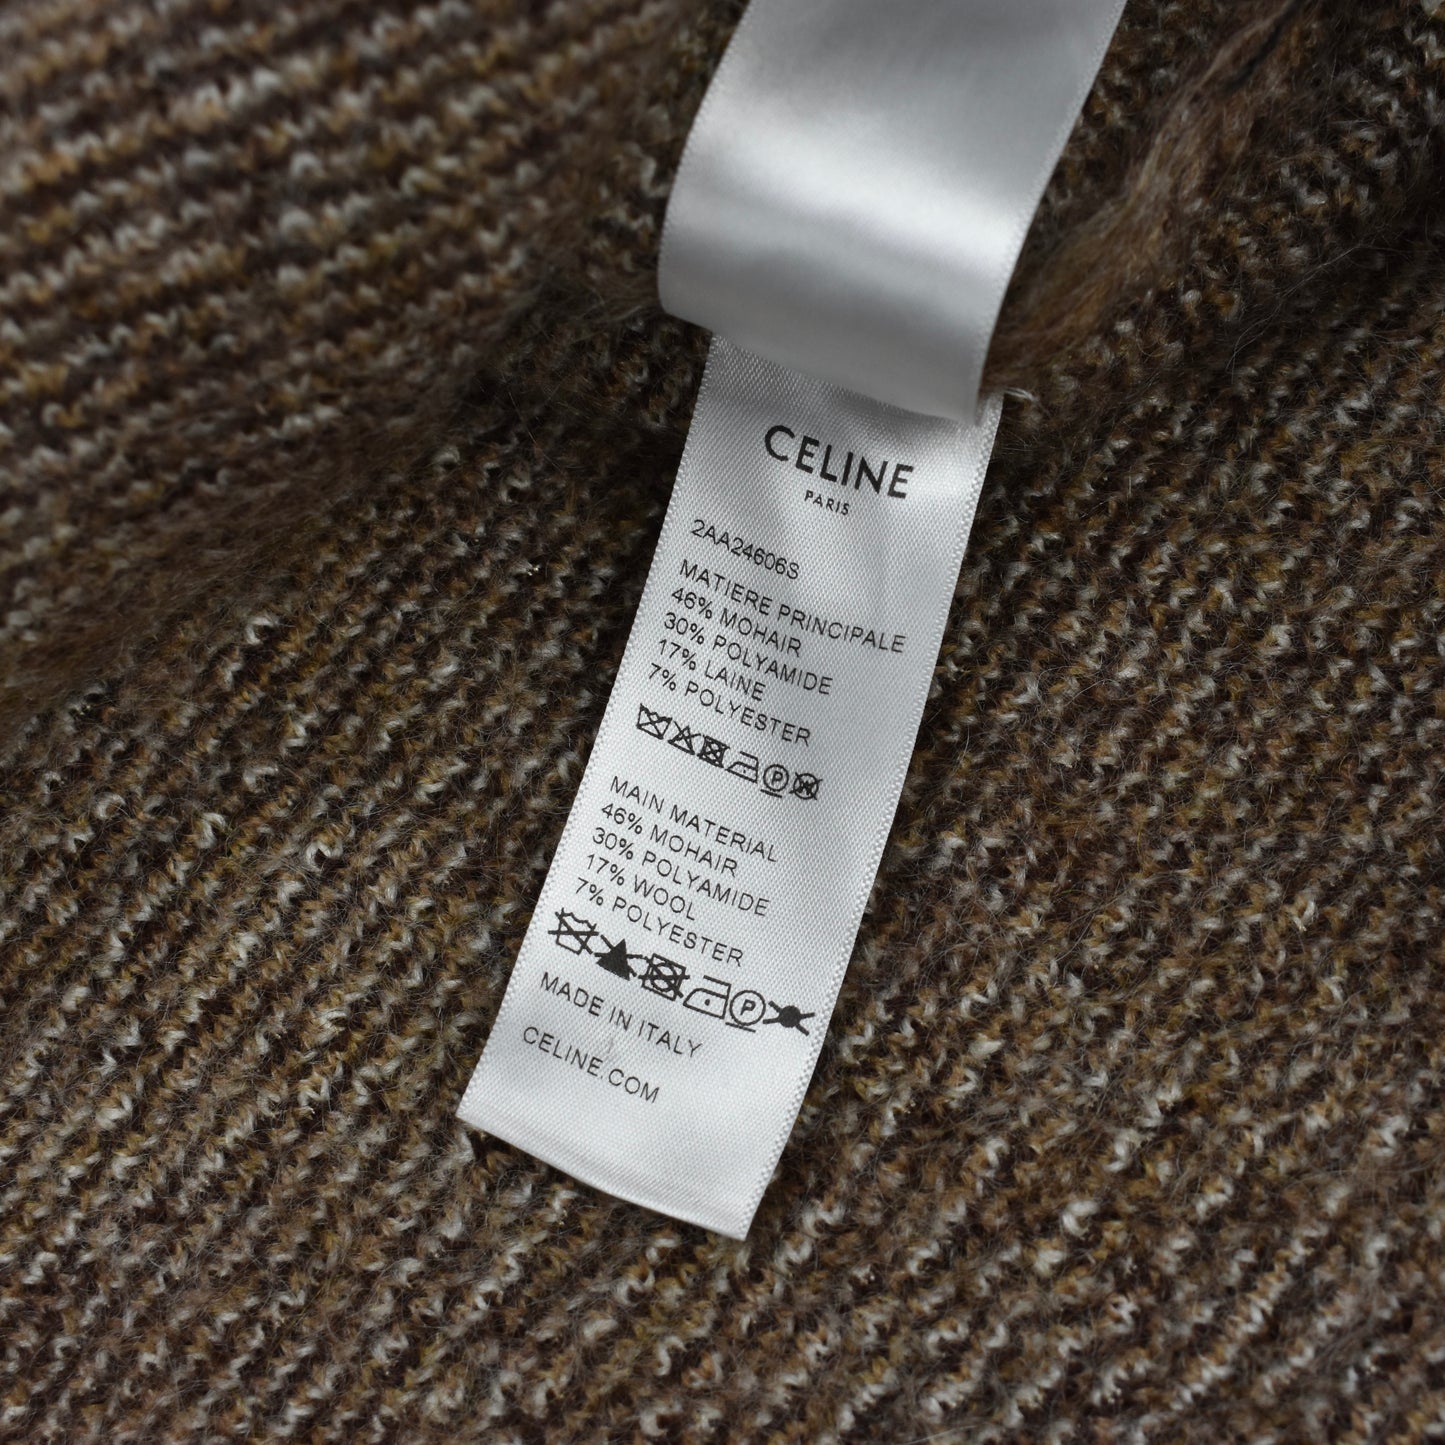 CELINE
PARIS
2AA24606S
MATIERE PRINCIPALE
46% MOHAIR
30% POLYAMIDE
17% LAINE
7% POLYESTER
MAIN MATERIAL
46% MOHAIR
30% POLYAMIDE
17% WOOL
7% POLYESTER
MADE IN ITALY
CELINE.COM